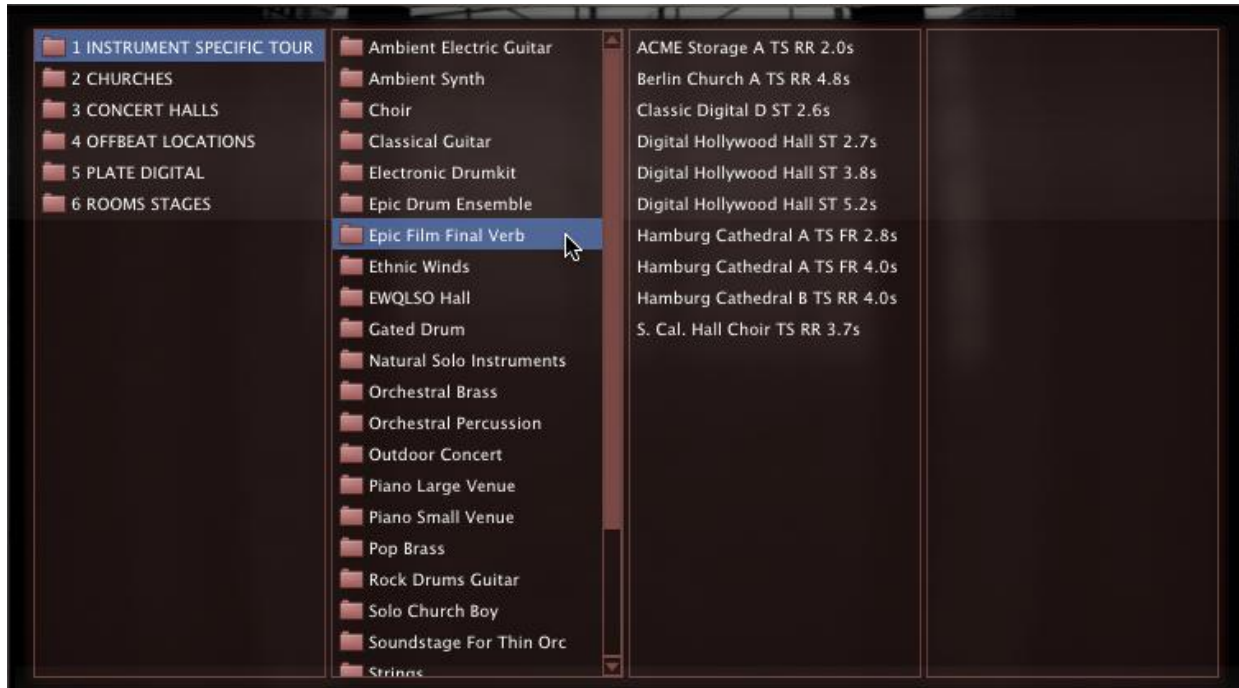 1 INSTRUMENT SPECIFIC TOUR
2 CHURCHES
3 CONCERT HALLS
4 OFFBEAT LOCATIONS
5 PLATE DIGITAL
6 ROOMS STAGES
Ambient Electric Guitar
Ambient Synth
Choir
Classical Guitar
Electronic Drumkit
Epic Drum Ensemble
Epic Film Final Verb
Ethnic Winds
EWQLSO Hall
Gated Drum
Natural Solo Instruments
Orchestral Brass
Orchestral Percussion
Outdoor Concert
Piano Large Venue
Piano Small Venue
Pop Brass
Rock Drums Guitar
Solo Church Boy
Soundstage For Thin Orc
Strings
ACME Storage A TS RR 2.0s
Berlin Church A TS RR 4.8s
Classic Digital D ST 2.6s
Digital Hollywood Hall ST 2.7s
Digital Hollywood Hall ST 3.8s
Digital Hollywood Hall ST 5.2s
Hamburg Cathedral A TS FR 2.8s
Hamburg Cathedral A TS FR 4.0s
Hamburg Cathedral B TS RR 4.0s
S. Cal. Hall Choir TS RR 3.7s